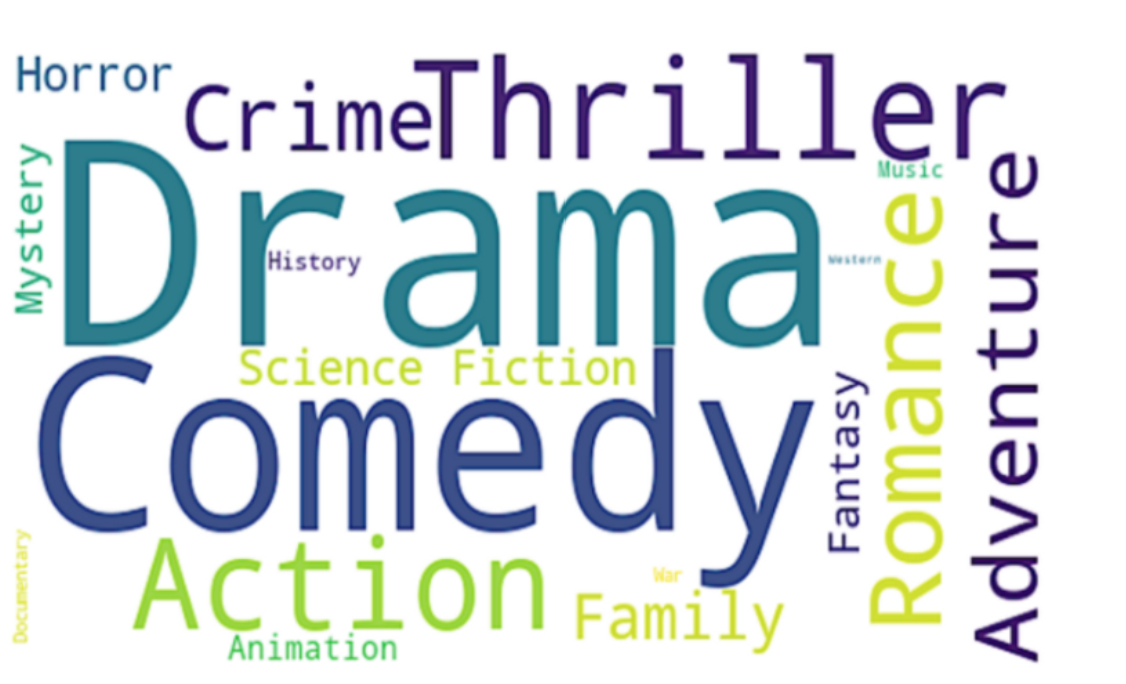 Horror
Crime
Thriller
Mystery
Drama
Music
History
Western
Science Fiction
Comedy
Fantasy
Romance
Adventure
Documentary
Action
War
Family
Animation